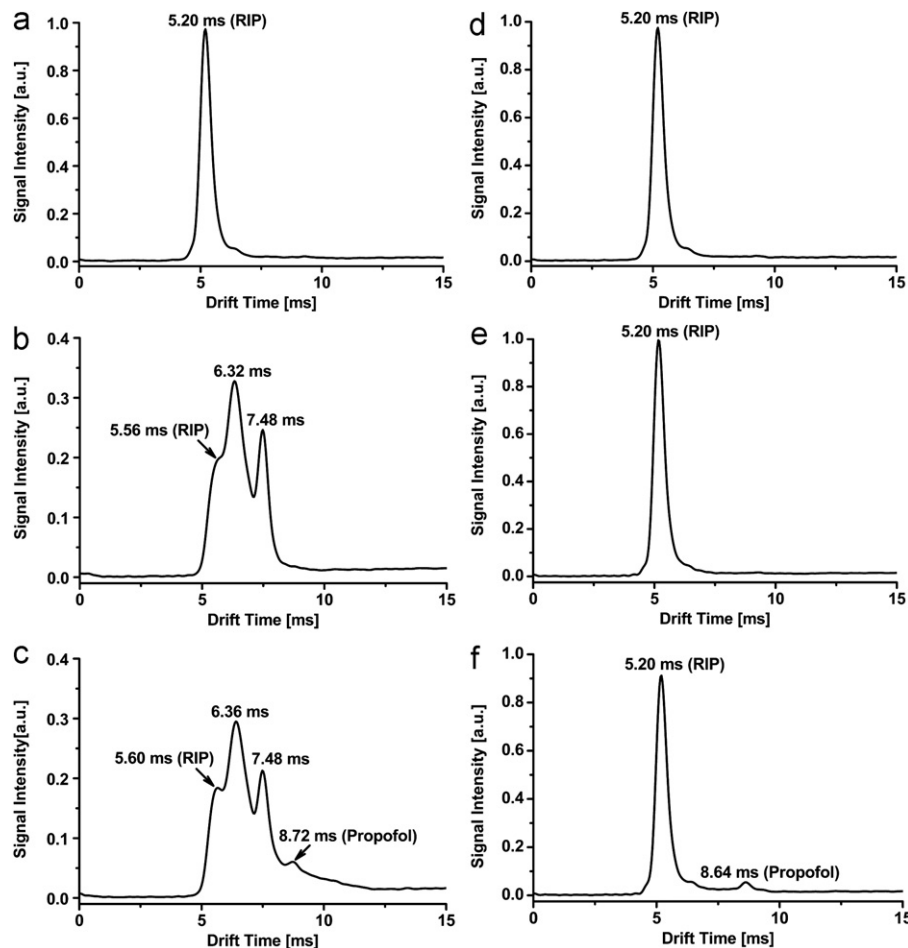 a
5.20 ms (RIP)
Signal Intensity [a.u.]
1.0
0.8
0.6
0.4
0.2
0.0
0 5 10 15
Drift Time [ms]
b
6.32 ms
7.48 ms
5.56 ms (RIP)
Signal Intensity [a.u.]
0.4
0.3
0.2
0.1
0.0
0 5 10 15
Drift Time [ms]
c
6.36 ms
5.60 ms (RIP)
7.48 ms
8.72 ms (Propofol)
Signal Intensity[a.u.]
0.4
0.3
0.2
0.1
0.0
0 5 10 15
Drift Time [ms]
d
5.20 ms (RIP)
Signal Intensity [a.u.]
1.0
0.8
0.6
0.4
0.2
0.0
0 5 10 15
Drift Time [ms]
e
5.20 ms (RIP)
Signal Intensity [a.u.]
1.0
0.8
0.6
0.4
0.2
0.0
0 5 10 15
Drift Time [ms]
f
5.20 ms (RIP)
8.64 ms (Propofol)
Signal Intensity [a.u.]
1.0
0.8
0.6
0.4
0.2
0.0
0 5 10 15
Drift Time [ms]